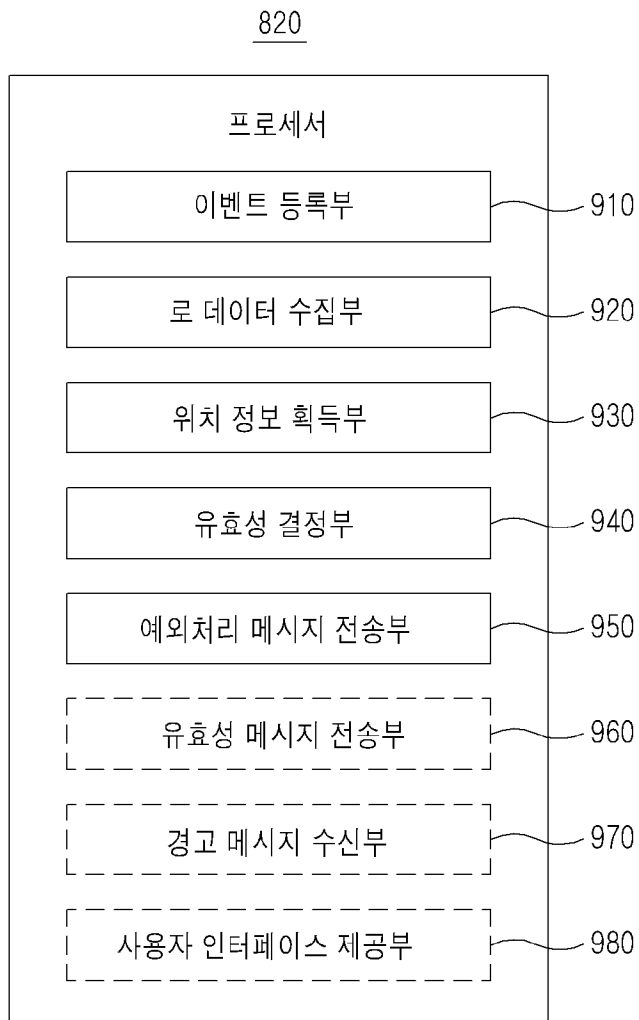 820
프로세서
이벤트 등록부 910
로 데이터 수집부 920
위치 정보 획득부 930
유효성 결정부 940
예외처리 메시지 전송부 950
유효성 메시지 전송부 960
경고 메시지 수신부 970
사용자 인터페이스 제공부 980